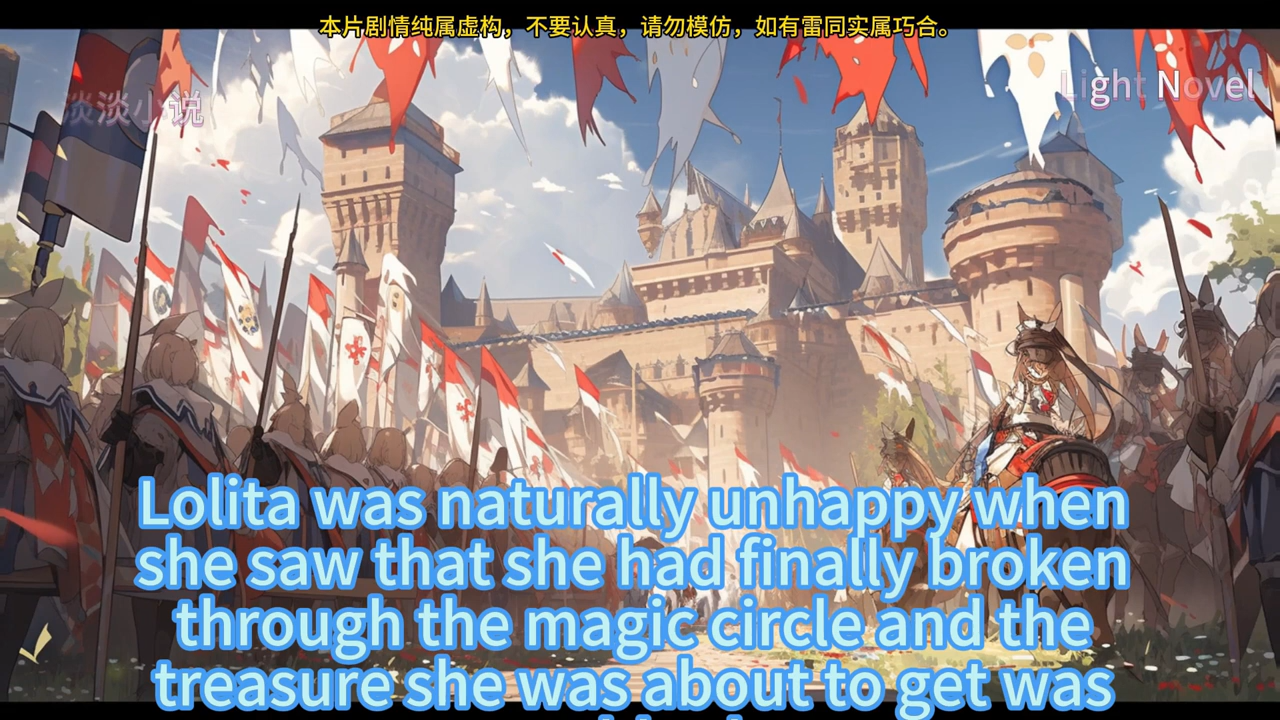 本片剧情纯属虚构，不要认真，请勿模仿，如有雷同实属巧合。
淡淡小说
Light Novel
Lolita was naturally unhappy when
she saw that she had finally broken
through the magic circle and the
treasure she was about to get was